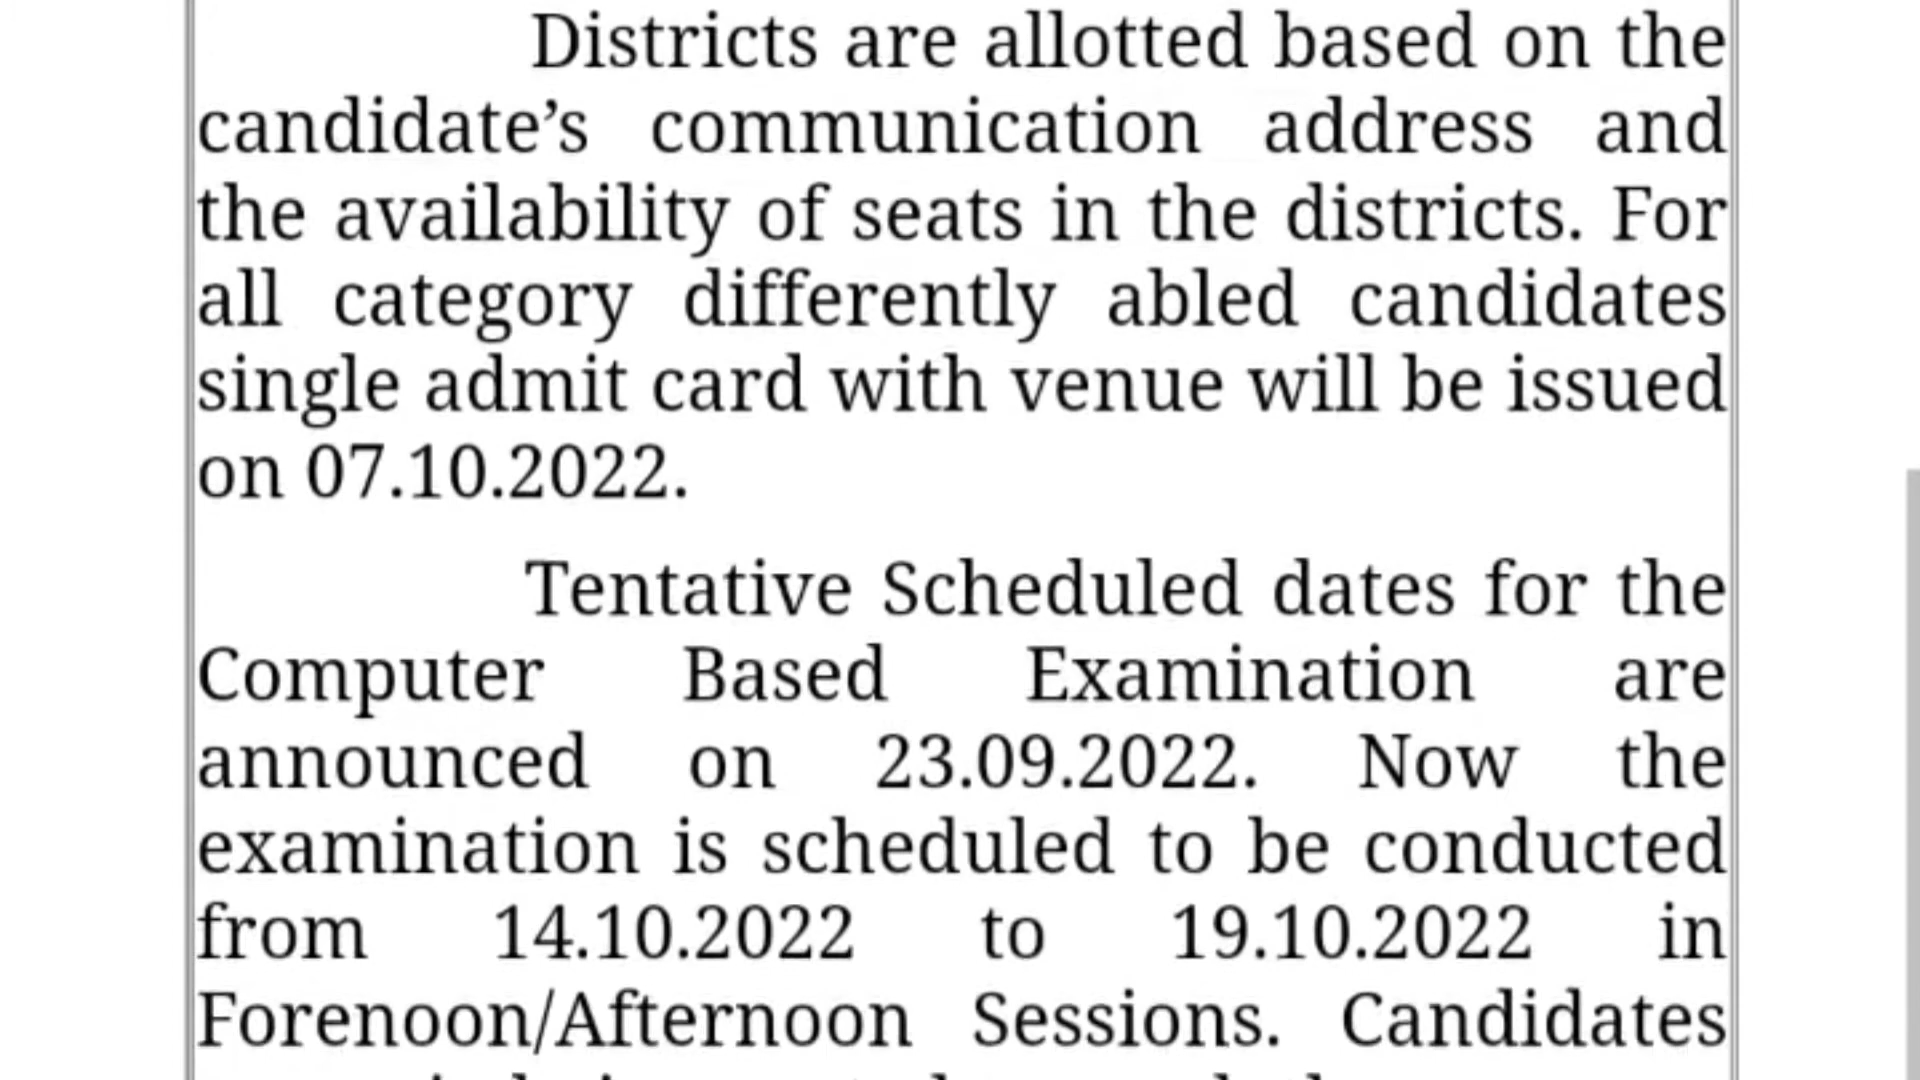 Districts are allotted based on the
candidate’s communication address and
the availability of seats in the districts. For
all category differently abled candidates
single admit card with venue will be issued
on 07.10.2022.
Tentative Scheduled dates for the
Computer Based Examination are
announced on 23.09.2022. Now the
examination is scheduled to be conducted
from 14.10.2022 to 19.10.2022 in
Forenoon/Afternoon Sessions. Candidates